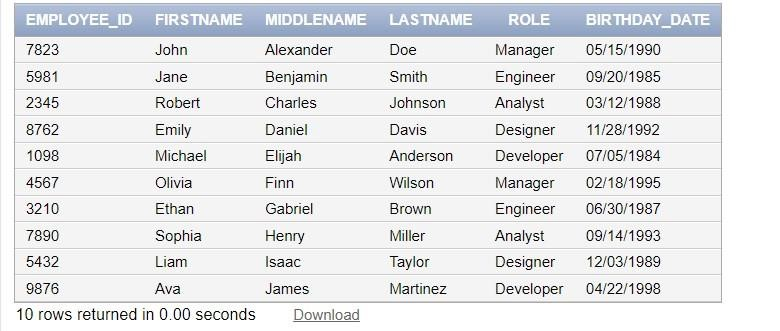 EMPLOYEE_ID FIRSTNAME MIDDLENAME LASTNAME ROLE BIRTHDAY_DATE
7823 John Alexander Doe Manager 05/15/1990
5981 Jane Benjamin Smith Engineer 09/20/1985
2345 Robert Charles Johnson Analyst 03/12/1988
8762 Emily Daniel Davis Designer 11/28/1992
1098 Michael Elijah Anderson Developer 07/05/1984
4567 Olivia Finn Wilson Manager 02/18/1995
3210 Ethan Gabriel Brown Engineer 06/30/1987
7890 Sophia Henry Miller Analyst 09/14/1993
5432 Liam Isaac Taylor Designer 12/03/1989
9876 Ava James Martinez Developer 04/22/1998
10 rows returned in 0.00 seconds Download